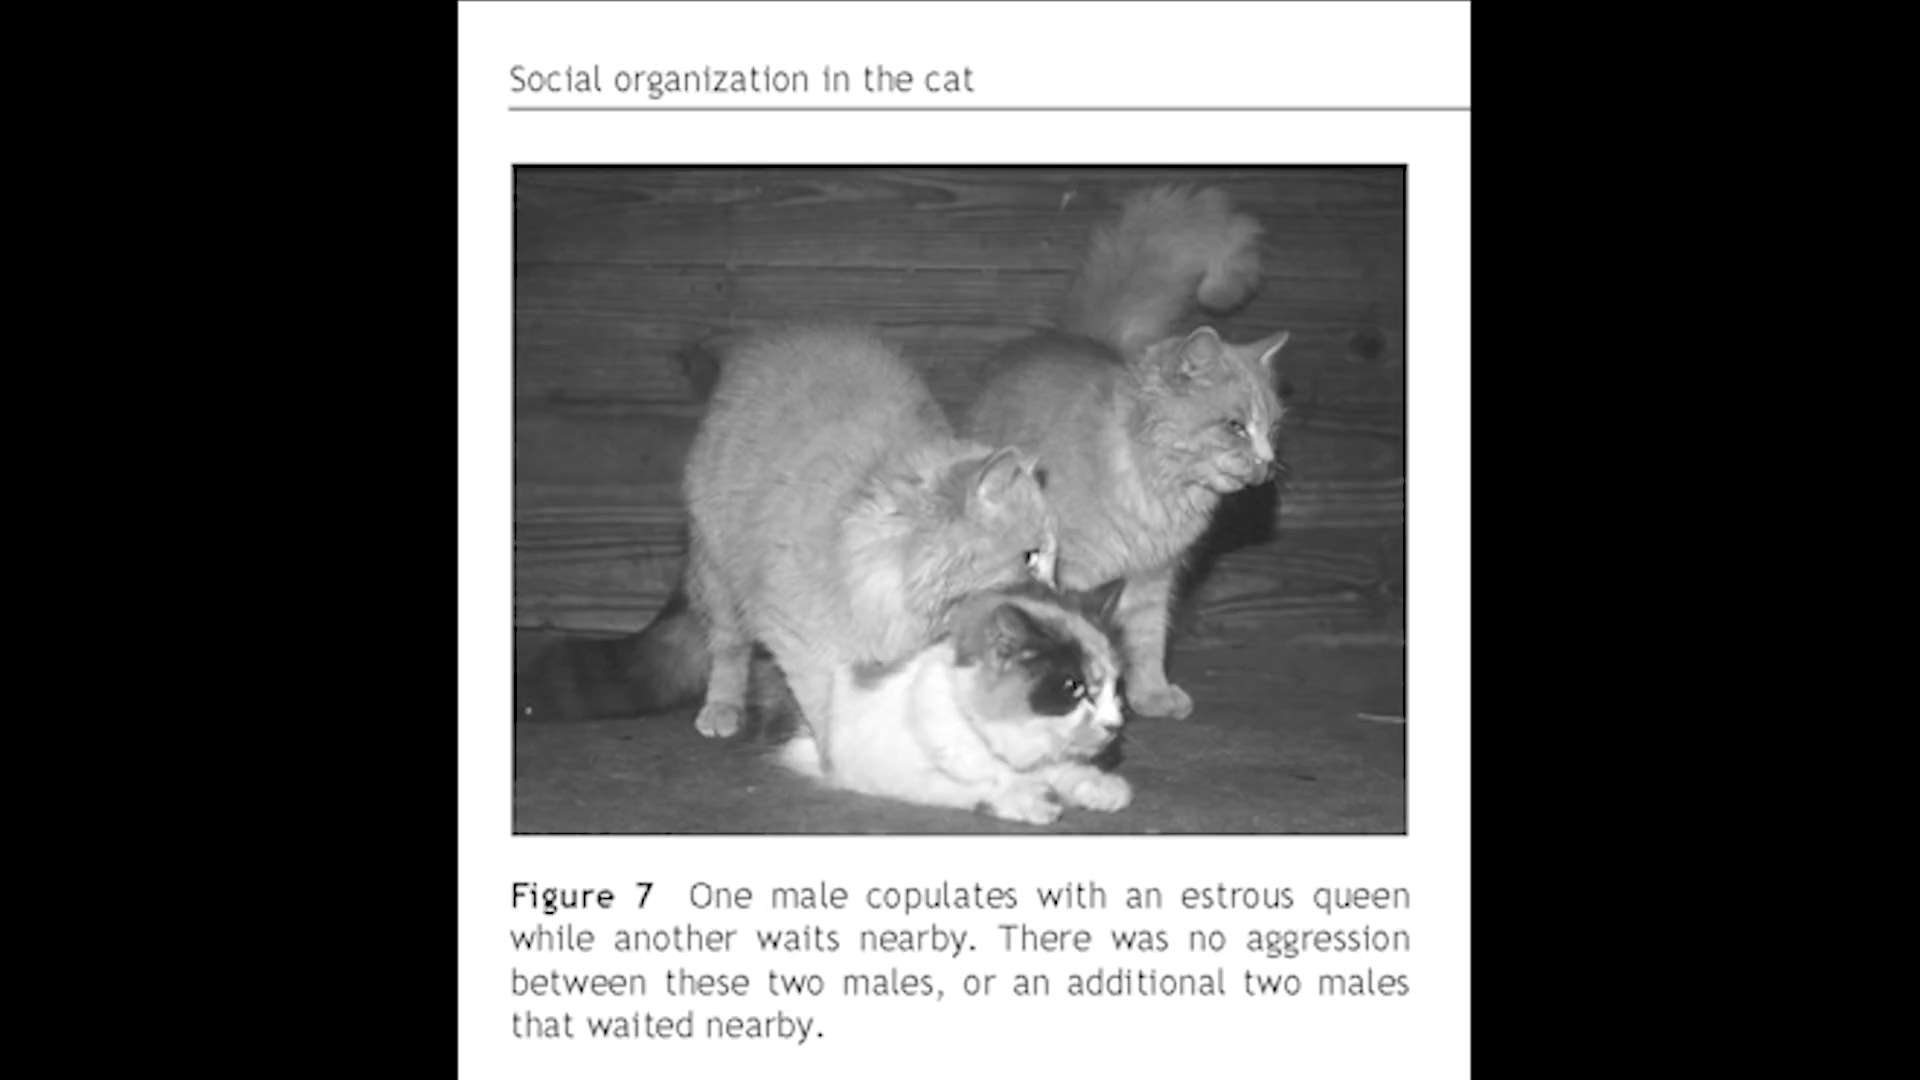 Social organization in the cat
Figure 7 One male copulates with an estrous queen
while another waits nearby. There was no aggression
between these two males, or an additional two males
that waited nearby.